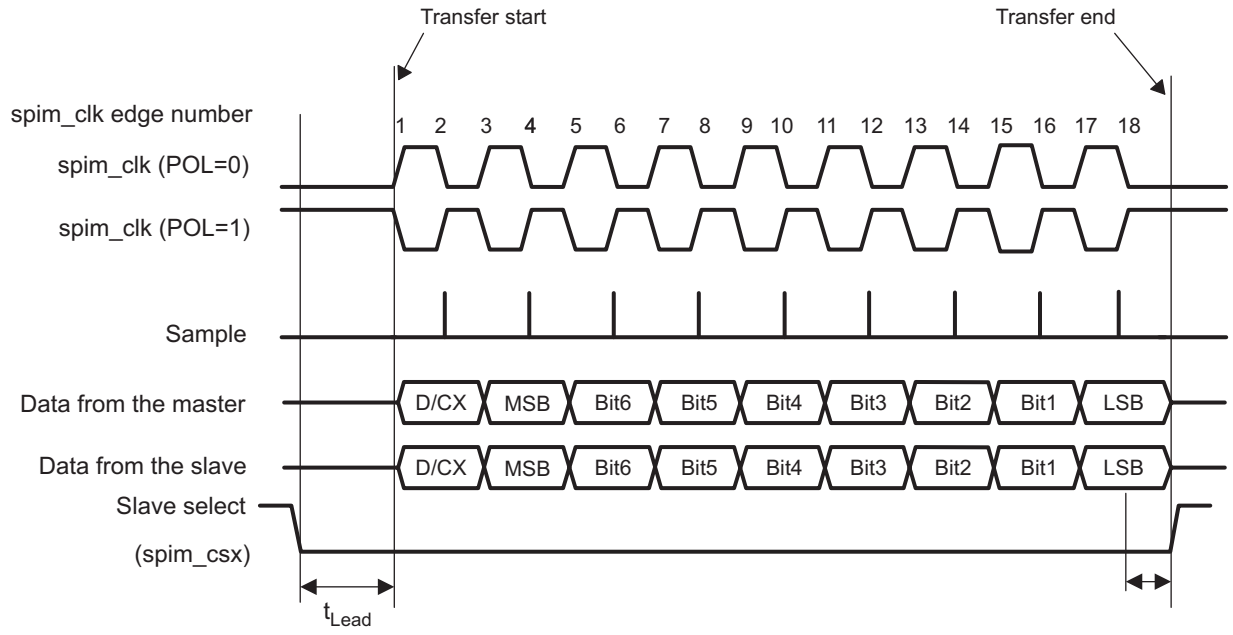 Transfer start Transfer end
spim_clk edge number 1 2 3 4 5 6 7 8 9 10 11 12 13 14 15 16 17 18
spim_clk (POL=0)
spim_clk (POL=1)
Sample
Data from the master D/CX MSB Bit6 Bit5 Bit4 Bit3 Bit2 Bit1 LSB
Data from the slave D/CX MSB Bit6 Bit5 Bit4 Bit3 Bit2 Bit1 LSB
Slave select
(spim_csx)
tLead